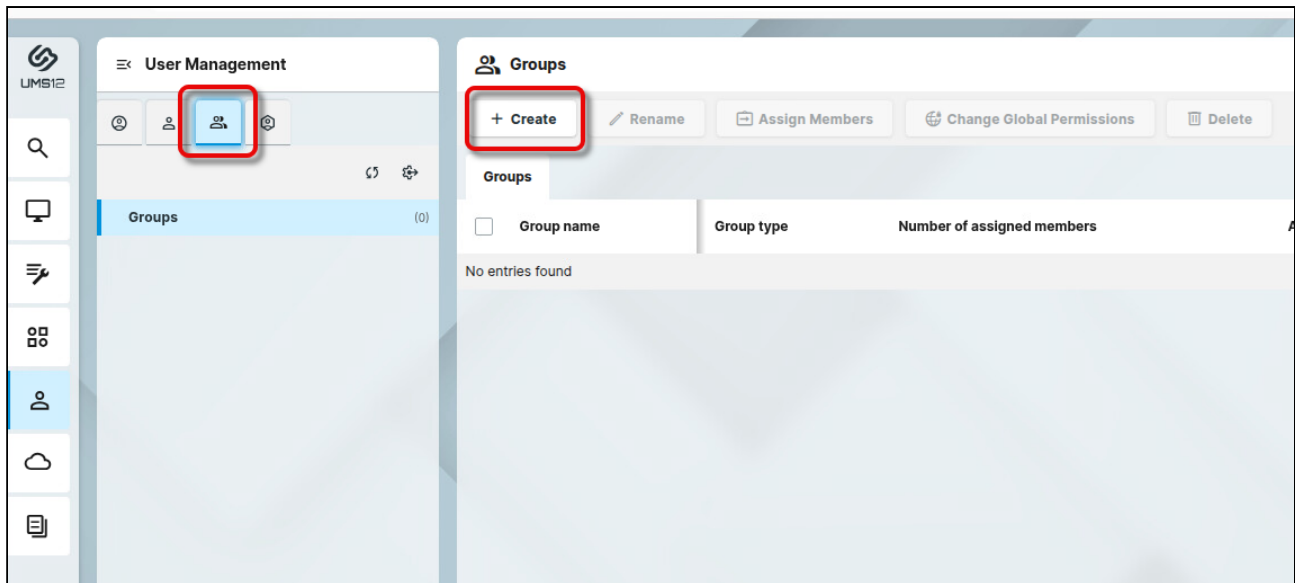 UMS12
User Management
Groups
+ Create
Rename
Assign Members
Change Global Permissions
Delete
Groups
Groups (0)
Group name
Group type
Number of assigned members
A
No entries found